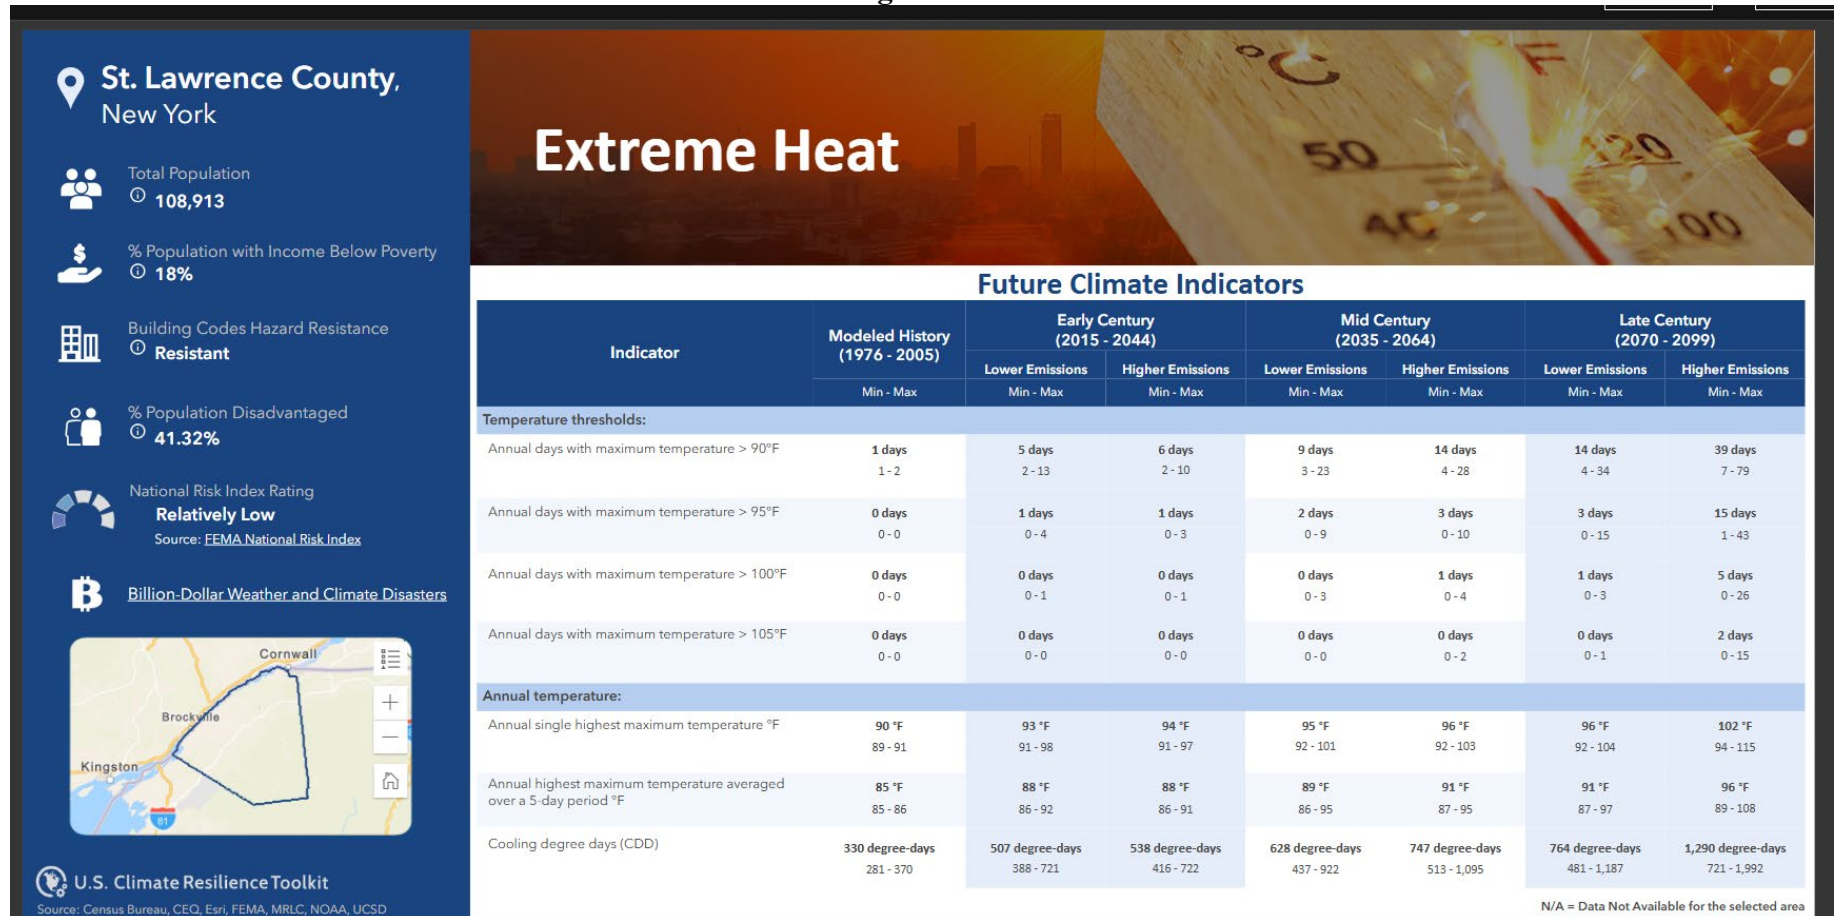 St. Lawrence County,
New York
Total Population
108,913
% Population with Income Below Poverty
18%
Building Codes Hazard Resistance
Resistant
% Population Disadvantaged
41.32%
National Risk Index Rating
Relatively Low
Source: FEMA National Risk Index
Billion-Dollar Weather and Climate Disasters
Cornwall
Brockville
Kingston
81
U.S. Climate Resilience Toolkit
Source: Census Bureau, CEQ, Esri, FEMA, MRLC, NOAA, UCSD
Extreme Heat
°C F
50 120
40 100
Future Climate Indicators
Indicator Modeled History (1976 - 2005) Early Century (2015 - 2044) Mid Century (2035 - 2064) Late Century (2070 - 2099)
Lower Emissions Higher Emissions Lower Emissions Higher Emissions Lower Emissions Higher Emissions
Min - Max Min - Max Min - Max Min - Max Min - Max Min - Max Min - Max
Temperature thresholds:
Annual days with maximum temperature > 90°F 1 days 5 days 6 days 9 days 14 days 14 days 39 days
1 - 2 2 - 13 2 - 10 3 - 23 4 - 28 4 - 34 7 - 79
Annual days with maximum temperature > 95°F 0 days 1 days 1 days 2 days 3 days 3 days 15 days
0 - 0 0 - 4 0 - 3 0 - 9 0 - 10 0 - 15 1 - 43
Annual days with maximum temperature > 100°F 0 days 0 days 0 days 0 days 1 days 1 days 5 days
0 - 0 0 - 1 0 - 1 0 - 3 0 - 4 0 - 3 0 - 26
Annual days with maximum temperature > 105°F 0 days 0 days 0 days 0 days 0 days 0 days 2 days
0 - 0 0 - 0 0 - 0 0 - 0 0 - 2 0 - 1 0 - 15
Annual temperature:
Annual single highest maximum temperature °F 90 °F 93 °F 94 °F 95 °F 96 °F 96 °F 102 °F
89 - 91 91 - 98 91 - 97 92 - 101 92 - 103 92 - 104 94 - 115
Annual highest maximum temperature averaged over a 5-day period °F 85 °F 88 °F 88 °F 89 °F 91 °F 91 °F 96 °F
85 - 86 86 - 92 86 - 91 86 - 95 87 - 95 87 - 97 89 - 108
Cooling degree days (CDD) 330 degree-days 507 degree-days 538 degree-days 628 degree-days 747 degree-days 764 degree-days 1,290 degree-days
281 - 370 388 - 721 416 - 722 437 - 922 513 - 1,095 481 - 1,187 721 - 1,992
N/A = Data Not Available for the selected area